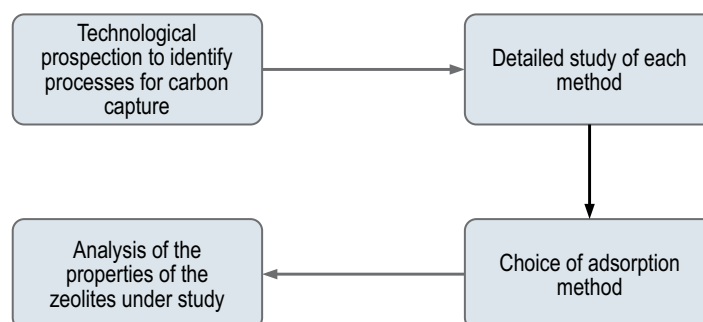 Technological
prospection to identify
processes for carbon
capture
Detailed study of each
method
Choice of adsorption
method
Analysis of the
properties of the
zeolites under study